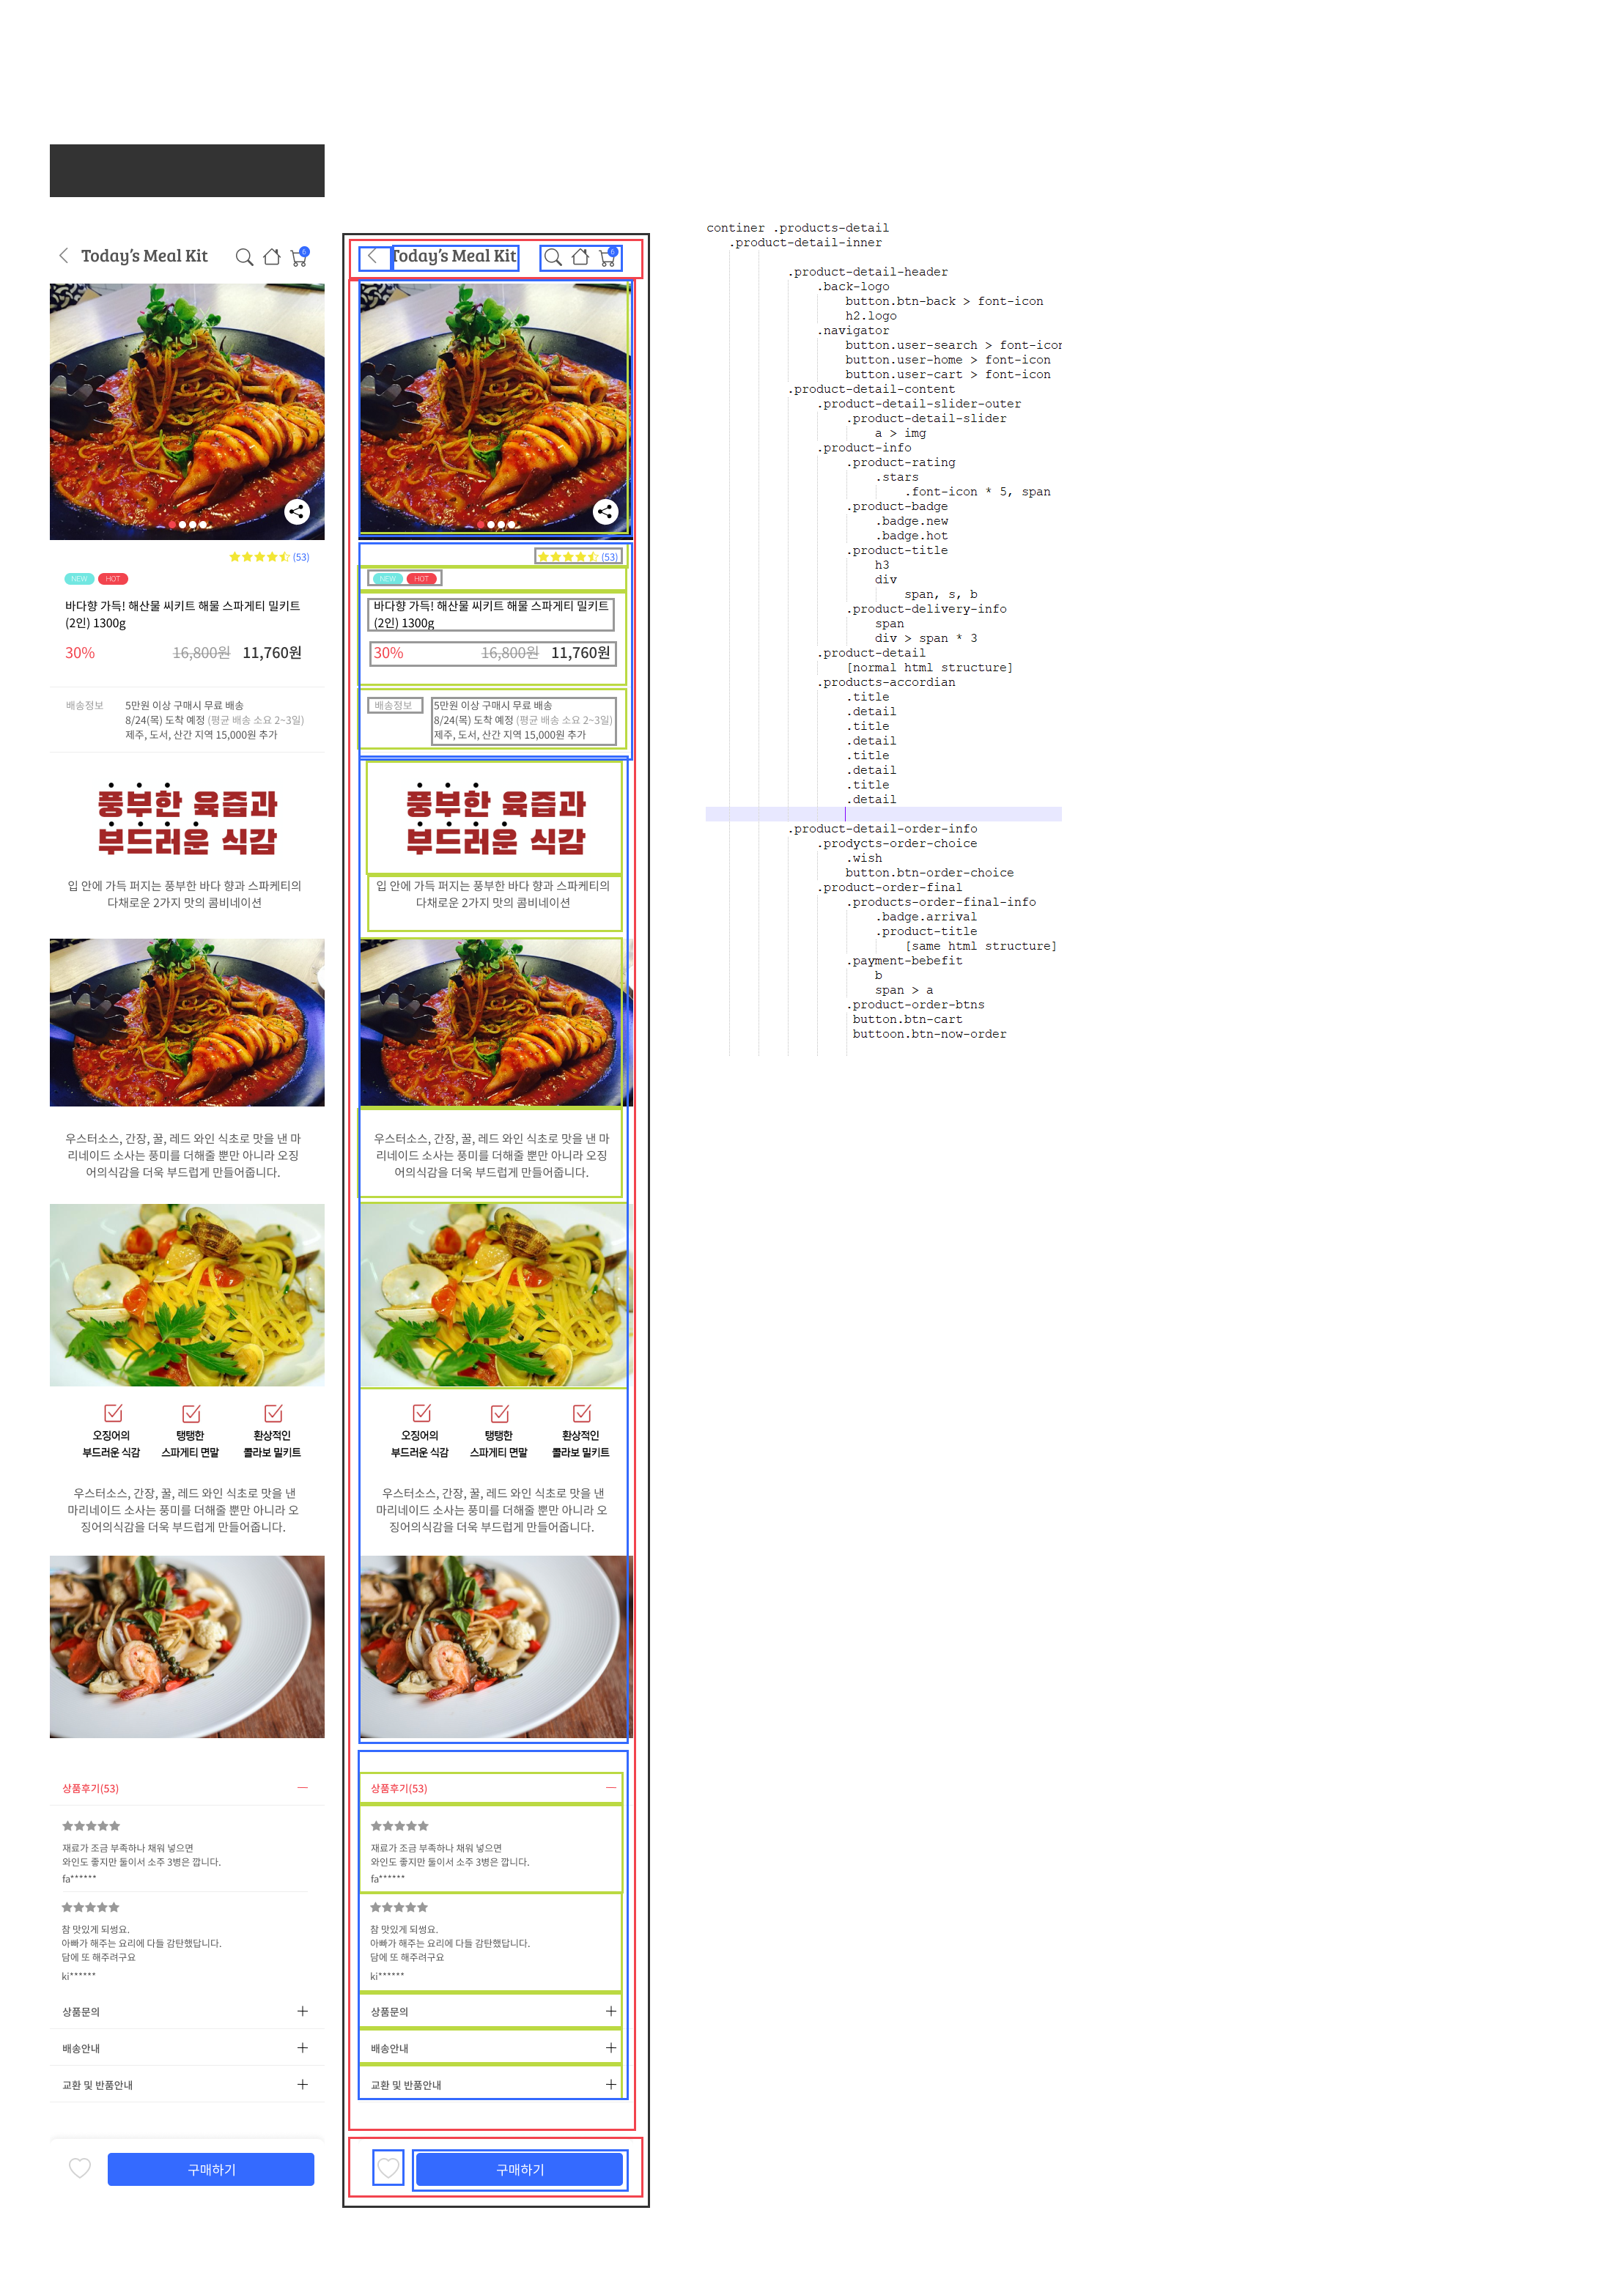 Today's Meal Kit
(53)
NEW HOT
바다향 가득! 해산물 씨키트 해물 스파게티 밀키트
(2인) 1300g
30% 16,800원 11,760원
배송정보 5만원 이상 구매시 무료 배송
8/24(목) 도착 예정 (평균 배송 소요 2~3일)
제주, 도서, 산간 지역 15,000원 추가
풍부한 육즙과
부드러운 식감
입 안에 가득 퍼지는 풍부한 바다 향과 스파케티의
다채로운 2가지 맛의 콤비네이션
우스터소스, 간장, 꿀, 레드 와인 식초로 맛을 낸 마
리네이드 소사는 풍미를 더해줄 뿐만 아니라 오징
어의식감을 더욱 부드럽게 만들어줍니다.
오징어의 탱탱한 환상적인
부드러운 식감 스파게티 면말 콜라보 밀키트
우스터소스, 간장, 꿀, 레드 와인 식초로 맛을 낸
마리네이드 소사는 풍미를 더해줄 뿐만 아니라 오
징어의식감을 더욱 부드럽게 만들어줍니다.
상품후기(53)
재료가 조금 부족하나 채워 넣으면
와인도 좋지만 둘이서 소주 3병은 깝니다.
fa******
참 맛있게 되썽요.
아빠가 해주는 요리에 다들 감탄했답니다.
담에 또 해주려구요
ki******
상품문의
배송안내
교환 및 반품안내
구매하기
Today's Meal Kit
(53)
NEW HOT
바다향 가득! 해산물 씨키트 해물 스파게티 밀키트
(2인) 1300g
30% 16,800원 11,760원
배송정보 5만원 이상 구매시 무료 배송
8/24(목) 도착 예정 (평균 배송 소요 2~3일)
제주, 도서, 산간 지역 15,000원 추가
풍부한 육즙과
부드러운 식감
입 안에 가득 퍼지는 풍부한 바다 향과 스파케티의
다채로운 2가지 맛의 콤비네이션
우스터소스, 간장, 꿀, 레드 와인 식초로 맛을 낸 마
리네이드 소사는 풍미를 더해줄 뿐만 아니라 오징
어의식감을 더욱 부드럽게 만들어줍니다.
오징어의 탱탱한 환상적인
부드러운 식감 스파게티 면말 콜라보 밀키트
우스터소스, 간장, 꿀, 레드 와인 식초로 맛을 낸
마리네이드 소사는 풍미를 더해줄 뿐만 아니라 오
징어의식감을 더욱 부드럽게 만들어줍니다.
상품후기(53)
재료가 조금 부족하나 채워 넣으면
와인도 좋지만 둘이서 소주 3병은 깝니다.
fa******
참 맛있게 되썽요.
아빠가 해주는 요리에 다들 감탄했답니다.
담에 또 해주려구요
ki******
상품문의
배송안내
교환 및 반품안내
구매하기
continer .products-detail
.product-detail-inner
.product-detail-header
.back-logo
button.btn-back > font-icon
h2.logo
.navigator
button.user-search > font-icon
button.user-home > font-icon
button.user-cart > font-icon
.product-detail-content
.product-detail-slider-outer
.product-detail-slider
a > img
.product-info
.product-rating
.stars
.font-icon * 5, span
.product-badge
.badge.new
.badge.hot
.product-title
h3
div
span, s, b
.product-delivery-info
span
div > span * 3
.product-detail
[normal html structure]
.products-accordian
.title
.detail
.title
.detail
.title
.detail
.title
.detail
.product-detail-order-info
.prodycts-order-choice
.wish
button.btn-order-choice
.product-order-final
.products-order-final-info
.badge.arrival
.product-title
[same html structure]
.payment-bebefit
b
span > a
.product-order-btns
button.btn-cart
buttoon.btn-now-order